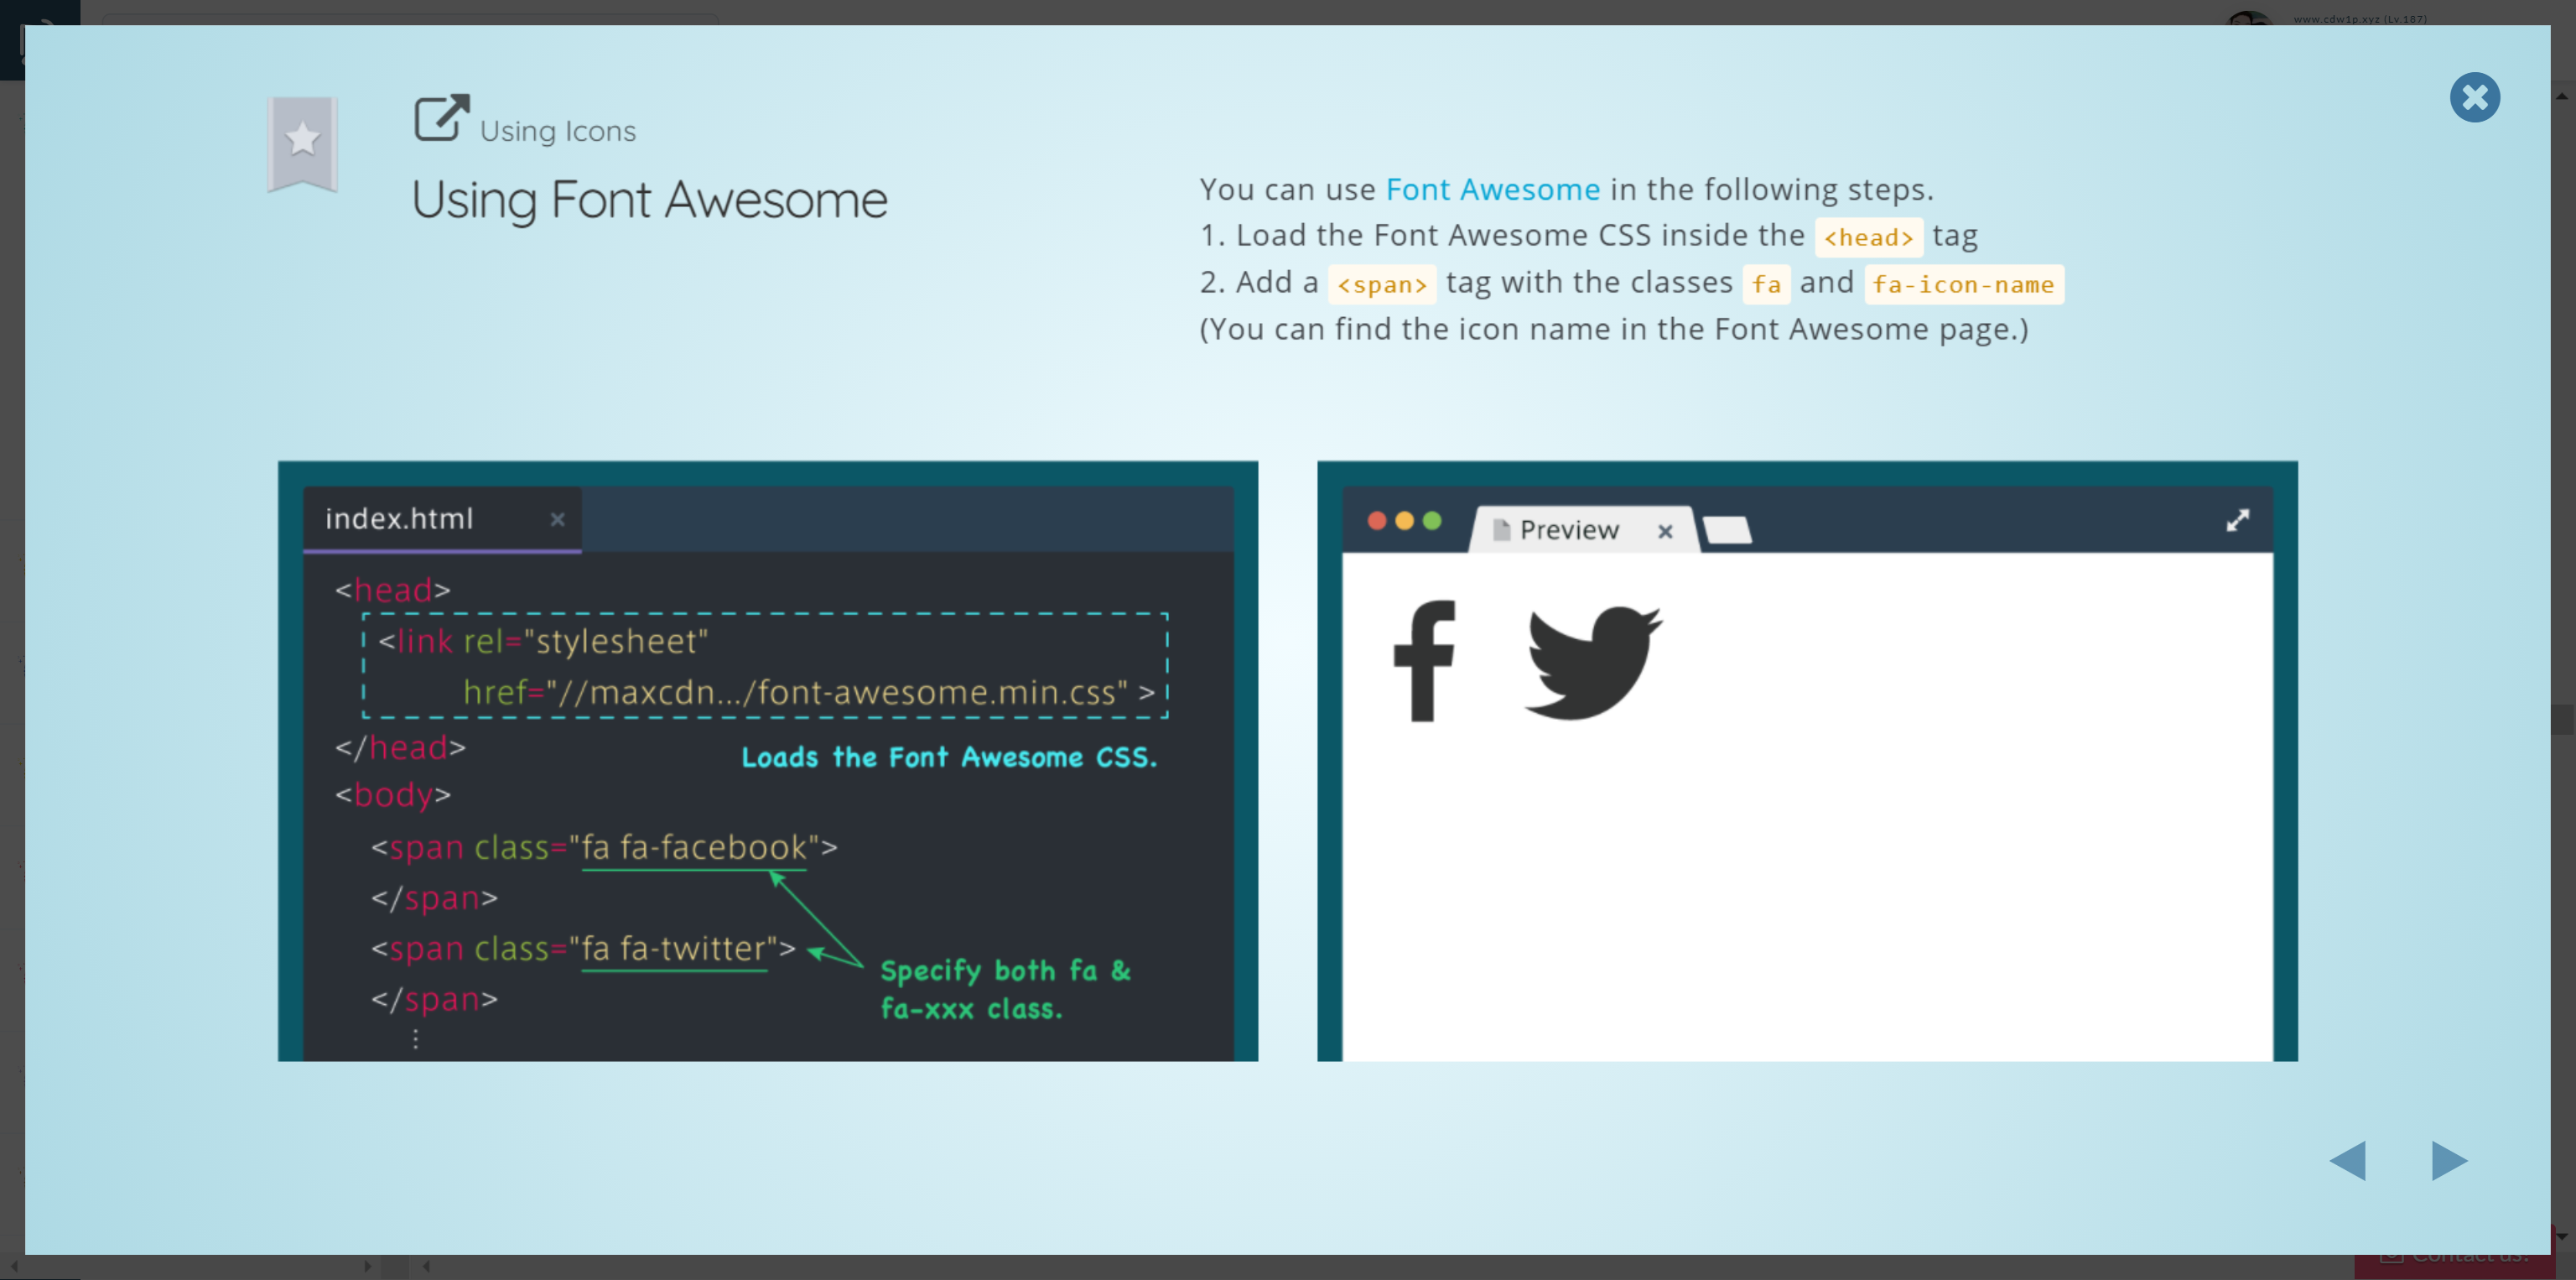 www.cdw1p.xyz (Lv.187)
Using Icons
Using Font Awesome
You can use Font Awesome in the following steps.
1. Load the Font Awesome CSS inside the <head> tag
2. Add a <span> tag with the classes fa and fa-icon-name
(You can find the icon name in the Font Awesome page.)
index.html
<head>
<link rel="stylesheet"
href="//maxcdn.../font-awesome.min.css" >
</head>
Loads the Font Awesome CSS.
<body>
<span class="fa fa-facebook">
</span>
<span class="fa fa-twitter">
</span>
Specify both fa &
fa-xxx class.
⋮
Preview
Contact us!